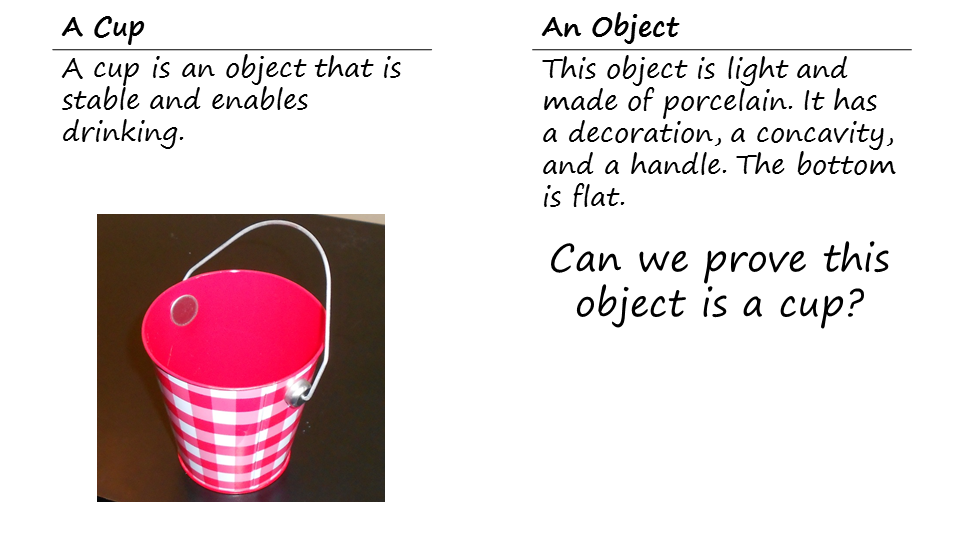 A Cup
A cup is an object that is
stable and enables
drinking.
An Object
This object is light and
made of porcelain. It has
a decoration, a concavity,
and a handle. The bottom
is flat.
Can we prove this
object is a cup?